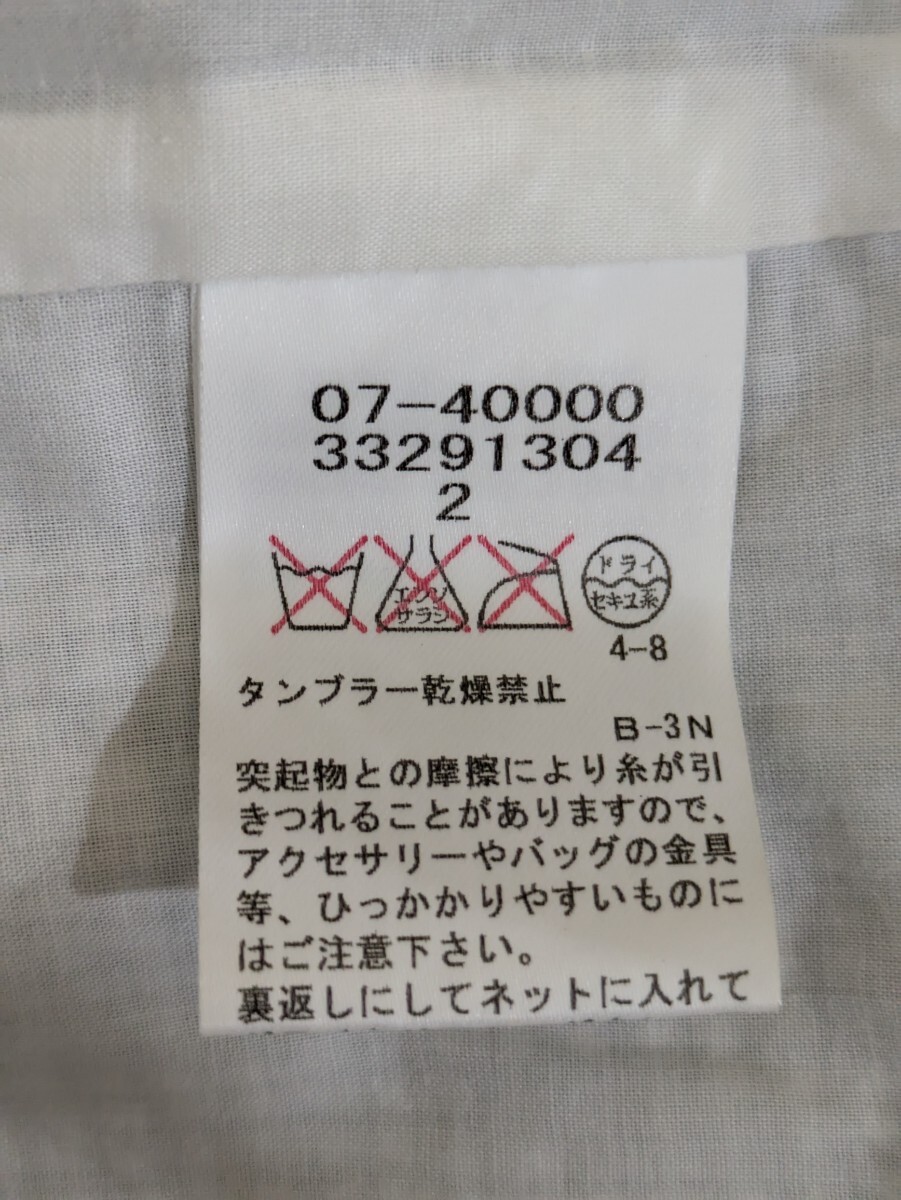 07-40000
33291304
2
エンソ
サラシ
ドライ
セキユ系
4-8
タンブラー乾燥禁止
B-3N
突起物との摩擦により糸が引
きつれることがありますので、
アクセサリーやバッグの金具
等、ひっかかりやすいものに
はご注意下さい。
裏返しにしてネットに入れて